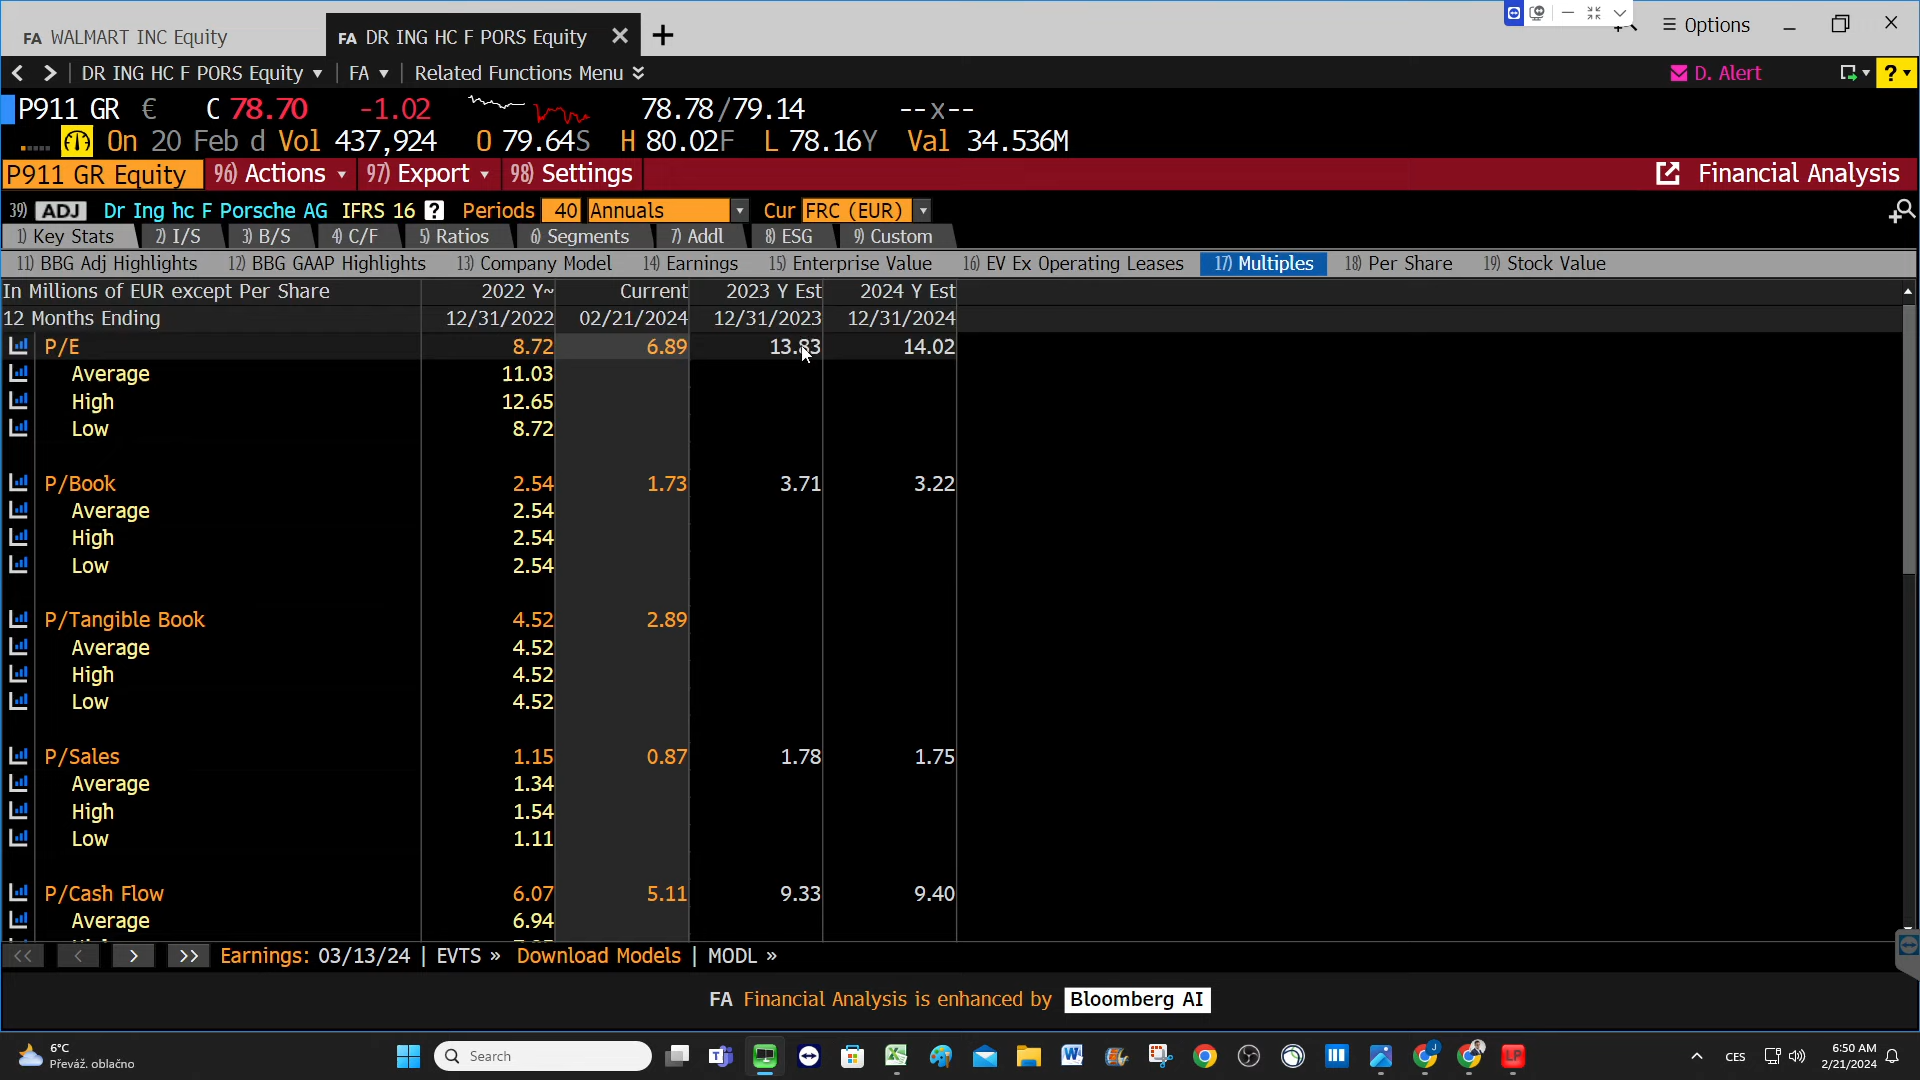 FA WALMART INC Equity
FA DR ING HC F PORS Equity
Options
DR ING HC F PORS Equity
FA
Related Functions Menu
D. Alert
?
P911 GR € C 78.70 -1.02 78.78/79.14 --x--
On 20 Feb d Vol 437,924 O 79.64S H 80.02F L 78.16Y Val 34.536M
P911 GR Equity 96) Actions 97) Export 98) Settings Financial Analysis
39) ADJ Dr Ing hc F Porsche AG IFRS 16 ? Periods 40 Annuals Cur FRC (EUR)
1) Key Stats 2) I/S 3) B/S 4) C/F 5) Ratios 6) Segments 7) Addl 8) ESG 9) Custom
11) BBG Adj Highlights 12) BBG GAAP Highlights 13) Company Model 14) Earnings 15) Enterprise Value 16) EV Ex Operating Leases 17) Multiples 18) Per Share 19) Stock Value
In Millions of EUR except Per Share 2022 Y~ Current 2023 Y Est 2024 Y Est
12 Months Ending 12/31/2022 02/21/2024 12/31/2023 12/31/2024
P/E 8.72 6.89 13.83 14.02
Average 11.03
High 12.65
Low 8.72
P/Book 2.54 1.73 3.71 3.22
Average 2.54
High 2.54
Low 2.54
P/Tangible Book 4.52 2.89
Average 4.52
High 4.52
Low 4.52
P/Sales 1.15 0.87 1.78 1.75
Average 1.34
High 1.54
Low 1.11
P/Cash Flow 6.07 5.11 9.33 9.40
Average 6.94
<< < > >> Earnings: 03/13/24 | EVTS » Download Models | MODL »
FA Financial Analysis is enhanced by Bloomberg AI
6°C
Převáž. oblačno
Search
CES
6:50 AM
2/21/2024